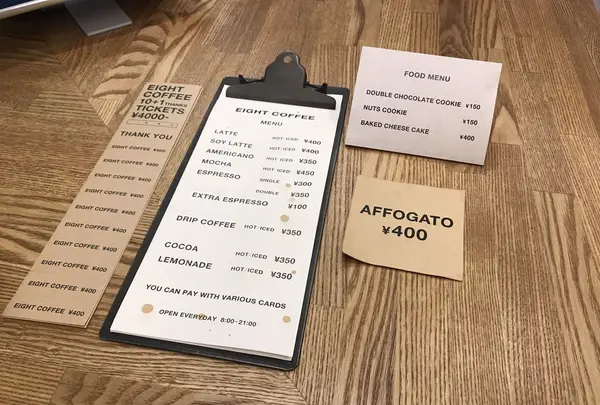 EIGHT
COFFEE
10+1 THANKS
TICKETS
¥4000-
THANK YOU
EIGHT COFFEE ¥400
EIGHT COFFEE ¥400
EIGHT COFFEE ¥400
EIGHT COFFEE ¥400
EIGHT COFFEE ¥400
EIGHT COFFEE ¥400
EIGHT COFFEE ¥400
EIGHT COFFEE ¥400
EIGHT COFFEE ¥400
EIGHT COFFEE ¥400
EIGHT COFFEE
MENU
LATTE HOT/ICED ¥400
SOY LATTE HOT/ICED ¥400
AMERICANO HOT/ICED ¥350
MOCHA HOT/ICED ¥450
ESPRESSO SINGLE ¥300
DOUBLE ¥350
EXTRA ESPRESSO ¥100
DRIP COFFEE HOT/ICED ¥350
COCOA HOT/ICED ¥350
LEMONADE HOT/ICED ¥350
YOU CAN PAY WITH VARIOUS CARDS
OPEN EVERYDAY 8:00-21:00
FOOD MENU
DOUBLE CHOCOLATE COOKIE ¥150
NUTS COOKIE ¥150
BAKED CHEESE CAKE ¥400
AFFOGATO
¥400